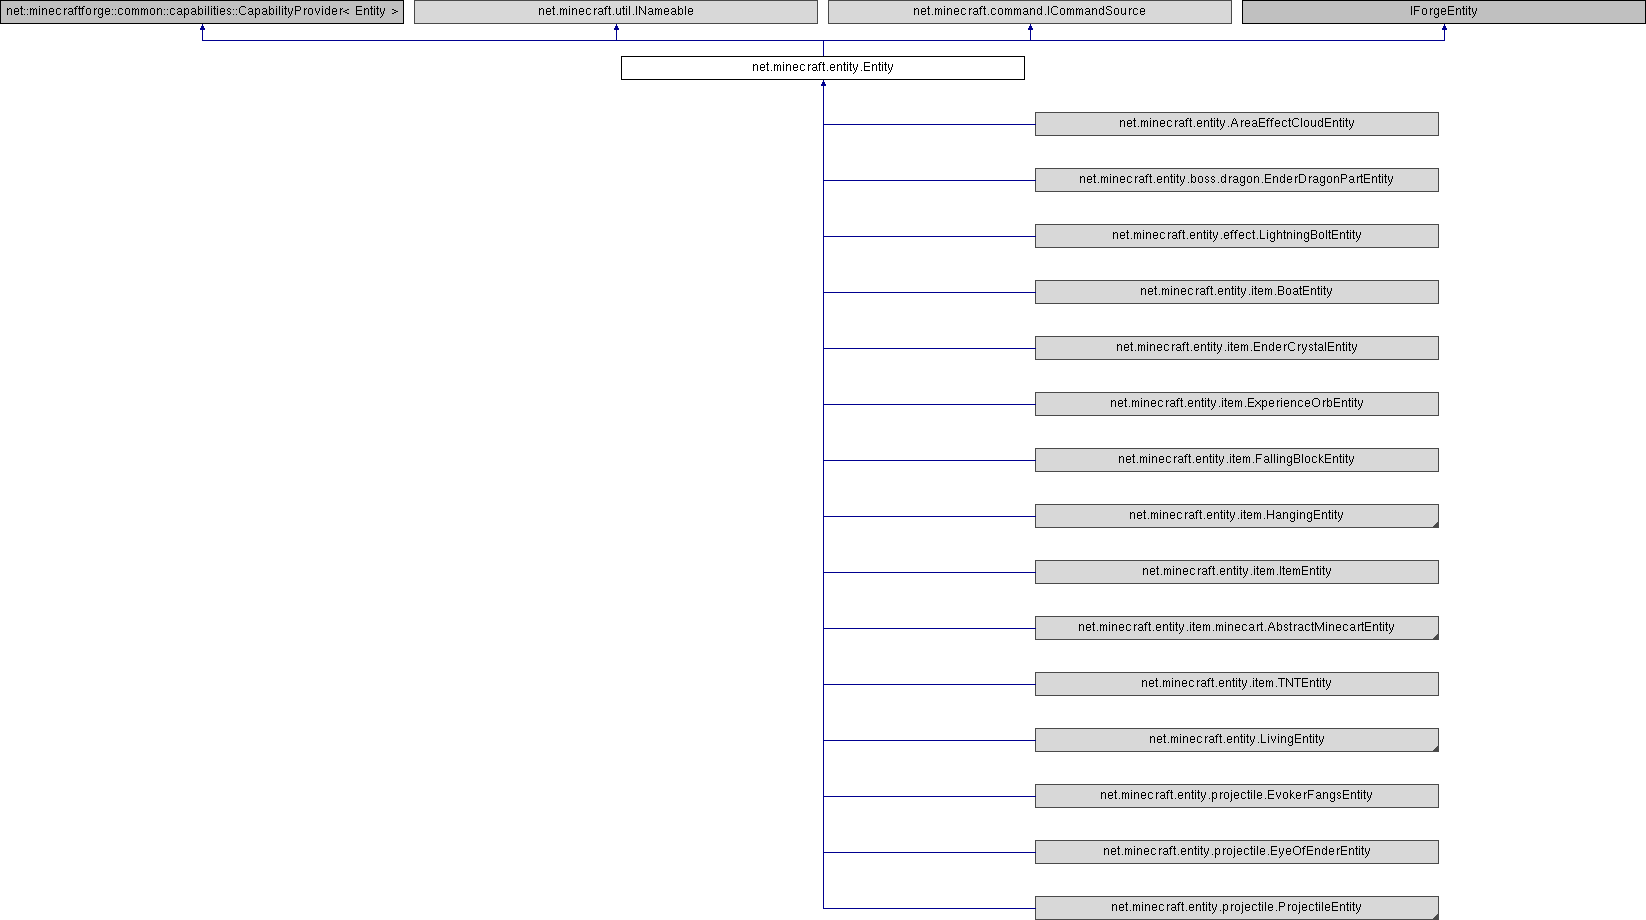 net::minecraftforge::common::capabilities::CapabilityProvider< Entity >
net.minecraft.util.INameable
net.minecraft.command.ICommandSource
IForgeEntity
net.minecraft.entity.Entity
net.minecraft.entity.AreaEffectCloudEntity
net.minecraft.entity.boss.dragon.EnderDragonPartEntity
net.minecraft.entity.effect.LightningBoltEntity
net.minecraft.entity.item.BoatEntity
net.minecraft.entity.item.EnderCrystalEntity
net.minecraft.entity.item.ExperienceOrbEntity
net.minecraft.entity.item.FallingBlockEntity
net.minecraft.entity.item.HangingEntity
net.minecraft.entity.item.ItemEntity
net.minecraft.entity.item.minecart.AbstractMinecartEntity
net.minecraft.entity.item.TNTEntity
net.minecraft.entity.LivingEntity
net.minecraft.entity.projectile.EvokerFangsEntity
net.minecraft.entity.projectile.EyeOfEnderEntity
net.minecraft.entity.projectile.ProjectileEntity